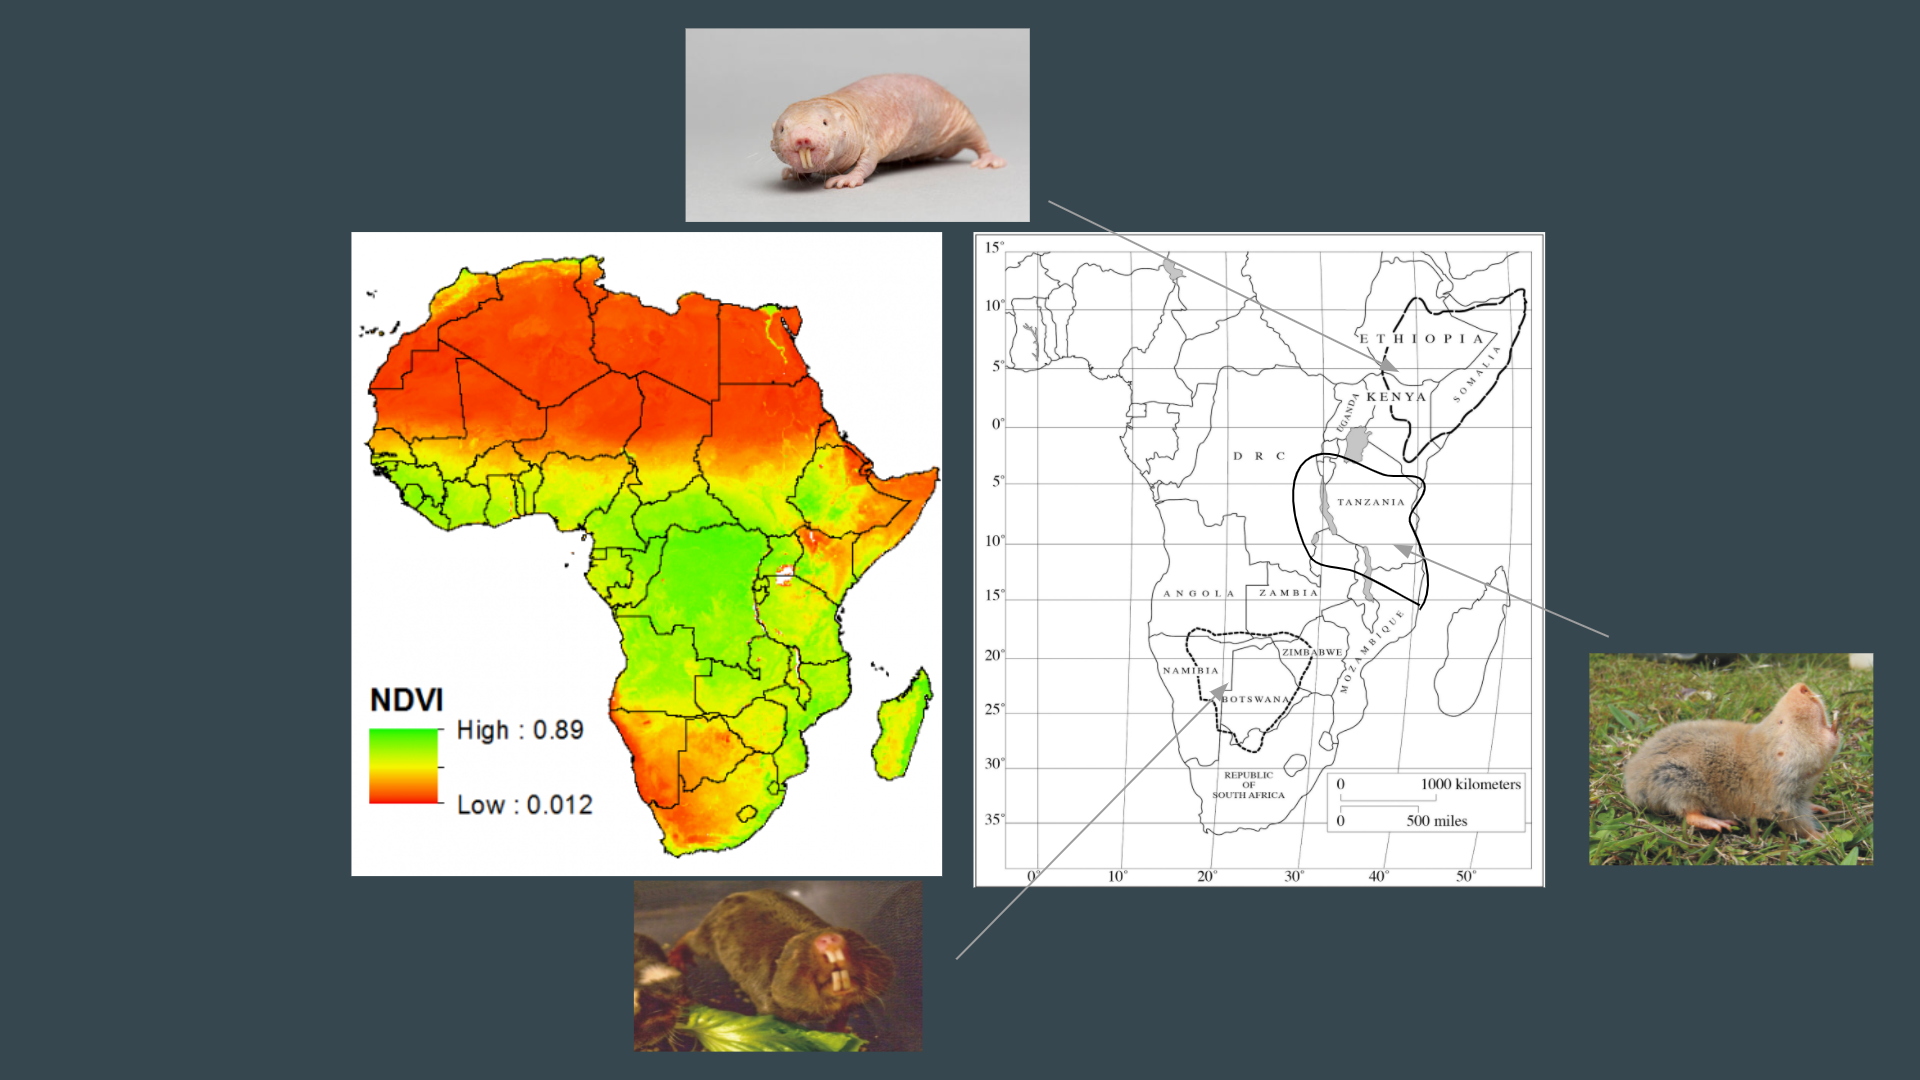 NDVI
High : 0.89
Low : 0.012
15°
10°
5°
0°
5°
10°
15°
20°
25°
30°
35°
0°
10°
20°
30°
40°
50°
ETHIOPIA
SOMALIA
KENYA
UGANDA
DRC
TANZANIA
ANGOLA
ZAMBIA
MOZAMBIQUE
ZIMBABWE
NAMIBIA
BOTSWANA
REPUBLIC
OF
SOUTH AFRICA
0 1000 kilometers
0 500 miles